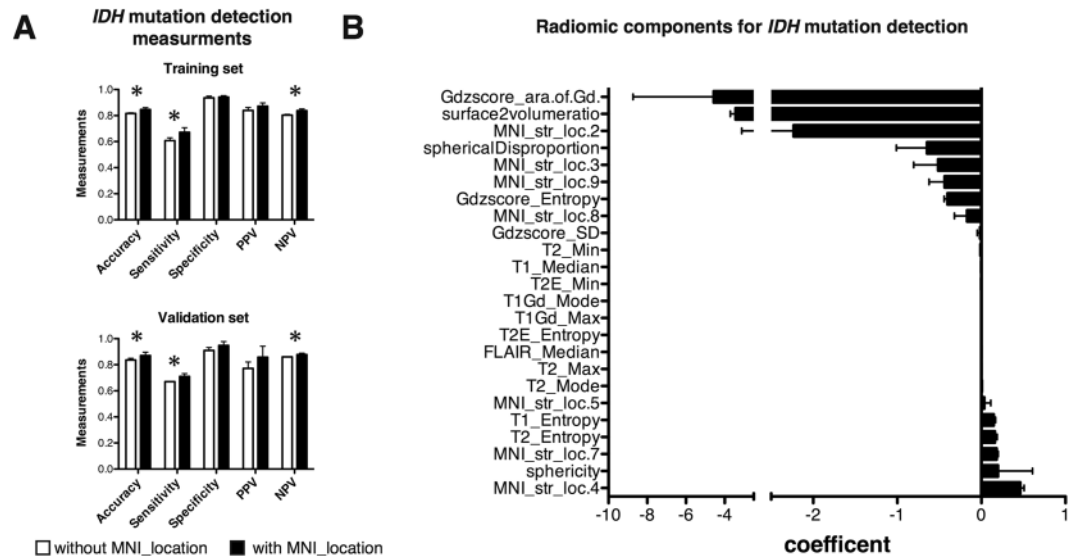 A
IDH mutation detection
measurments
Training set
Measurements
1.0
0.8
0.6
0.4
0.2
0.0
* * *
Accuracy
Sensitivity
Specificity
PPV
NPV
Validation set
Measurements
1.0
0.8
0.6
0.4
0.2
0.0
* * *
Accuracy
Sensitivity
Specificity
PPV
NPV
without MNI_location with MNI_location
B
Radiomic components for IDH mutation detection
Gdzscore_ara.of.Gd.
surface2volumeratio
MNI_str_loc.2
sphericalDisproportion
MNI_str_loc.3
MNI_str_loc.9
Gdzscore_Entropy
MNI_str_loc.8
Gdzscore_SD
T2_Min
T1_Median
T2E_Min
T1Gd_Mode
T1Gd_Max
T2E_Entropy
FLAIR_Median
T2_Max
T2_Mode
MNI_str_loc.5
T1_Entropy
T2_Entropy
MNI_str_loc.7
sphericity
MNI_str_loc.4
-10 -8 -6 -4 -2 -1 0 1
coefficent